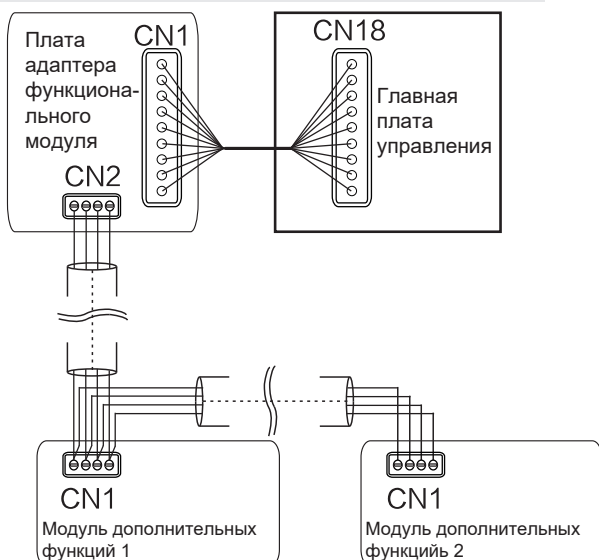 Плата
адаптера
функциона-
льного
модуля
CN1
CN2
CN18
Главная
плата
управления
CN1
Модуль дополнительных
функций 1
CN1
Модуль дополнительных
функцийь 2